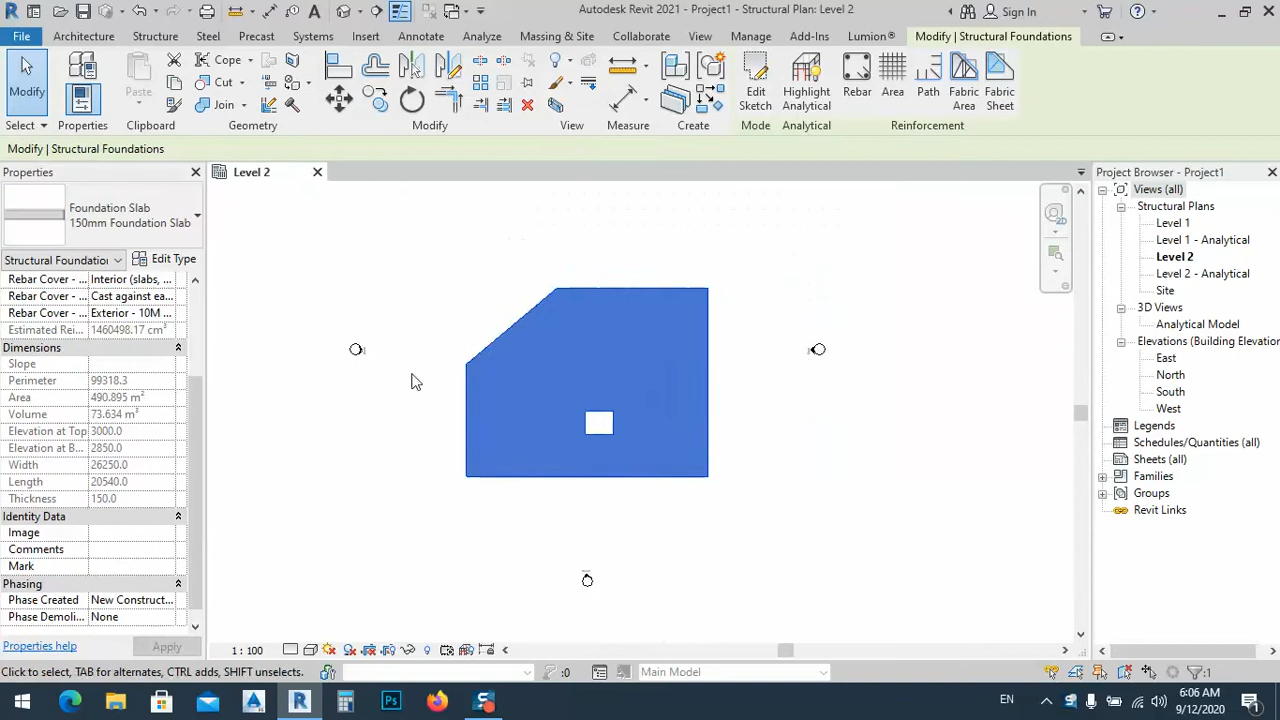 Autodesk Revit 2021 - Project1 - Structural Plan: Level 2
Sign In
File Architecture Structure Steel Precast Systems Insert Annotate Analyze Massing & Site Collaborate View Manage Add-Ins Lumion® Modify | Structural Foundations
Modify
Paste
Cope
Cut
Join
Edit Sketch
Highlight Analytical
Rebar
Area
Path
Fabric Area
Fabric Sheet
Select Properties Clipboard Geometry Modify View Measure Create Mode Analytical Reinforcement
Modify | Structural Foundations
Properties
Level 2
Project Browser - Project1
Foundation Slab
150mm Foundation Slab
Structural Foundation
Edit Type
Rebar Cover - ... Interior (slabs, ...
Rebar Cover - ... Cast against ea...
Rebar Cover - ... Exterior - 10M ...
Estimated Rei... 1460498.17 cm³
Dimensions
Slope
Perimeter 99318.3
Area 490.895 m²
Volume 73.634 m³
Elevation at Top 3000.0
Elevation at B... 2850.0
Width 26250.0
Length 20540.0
Thickness 150.0
Identity Data
Image
Comments
Mark
Phasing
Phase Created New Construct...
Phase Demoli... None
Properties help
Apply
2D
Views (all)
Structural Plans
Level 1
Level 1 - Analytical
Level 2
Level 2 - Analytical
Site
3D Views
Analytical Model
Elevations (Building Elevation
East
North
South
West
Legends
Schedules/Quantities (all)
Sheets (all)
Families
Groups
Revit Links
1 : 100
Click to select, TAB for alternates, CTRL adds, SHIFT unselects.
:0
Main Model
:1
EN
6:06 AM
9/12/2020